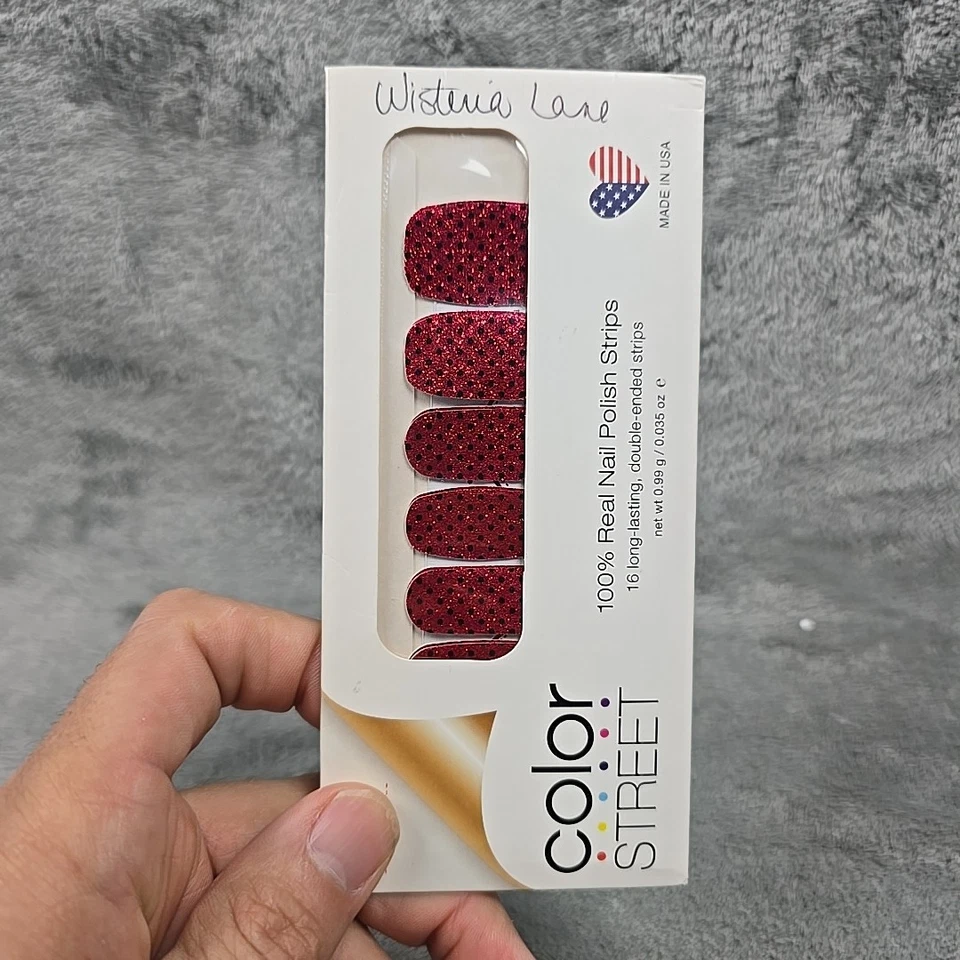 Wisteria Lane
MADE IN USA
100% Real Nail Polish Strips
16 long-lasting, double-ended strips
net wt 0.99 g / 0.035 oz ℮
color
STREET